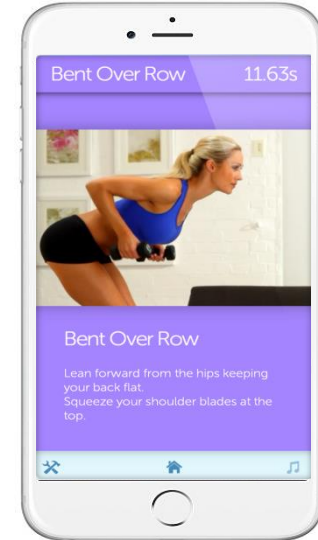 Bent Over Row 11.63s
Bent Over Row
Lean forward from the hips keeping
your back flat.
Squeeze your shoulder blades at the
top.